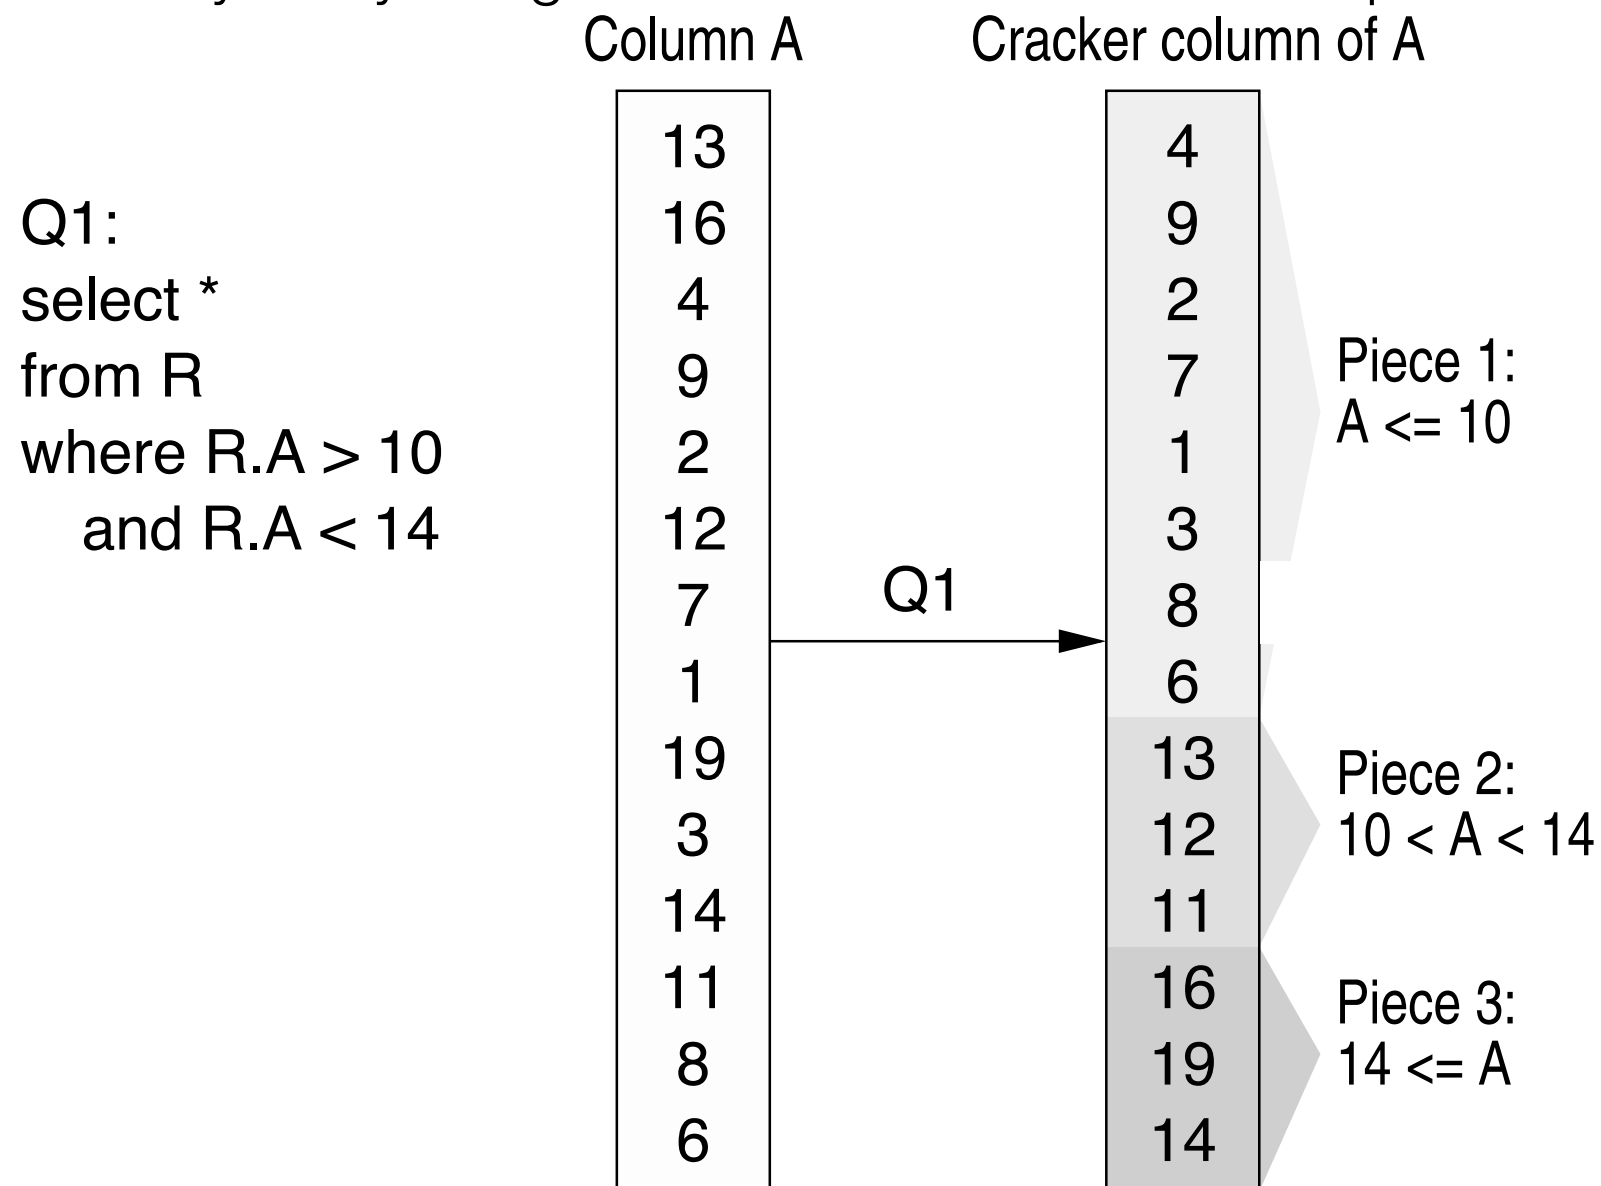 Column A
Cracker column of A
Q1:
select *
from R
where R.A > 10
and R.A < 14
13
16
4
9
2
12
7
1
19
3
14
11
8
6
Q1
4
9
2
7
1
3
8
6
13
12
11
16
19
14
Piece 1:
A <= 10
Piece 2:
10 < A < 14
Piece 3:
14 <= A